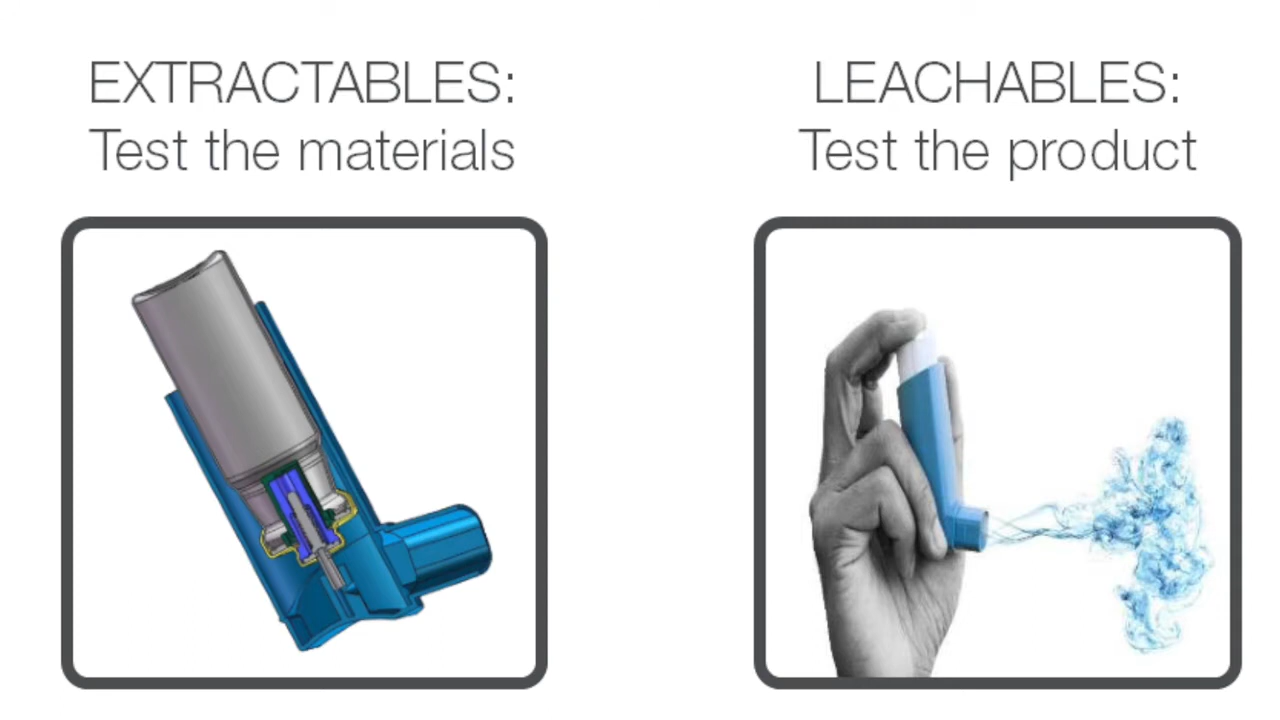 EXTRACTABLES:
Test the materials
LEACHABLES:
Test the product